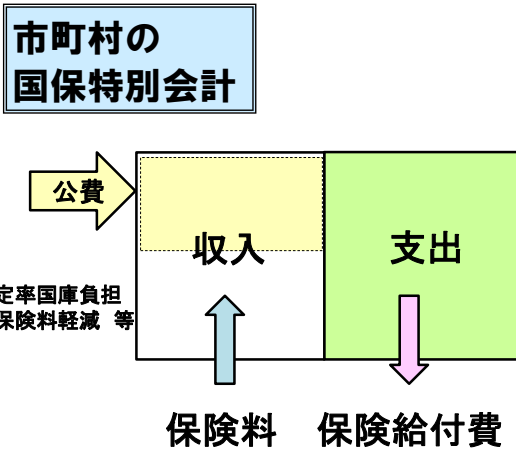 市町村の
国保特別会計
公費
収入
支出
定率国庫負担
保険料軽減 等
保険料
保険給付費